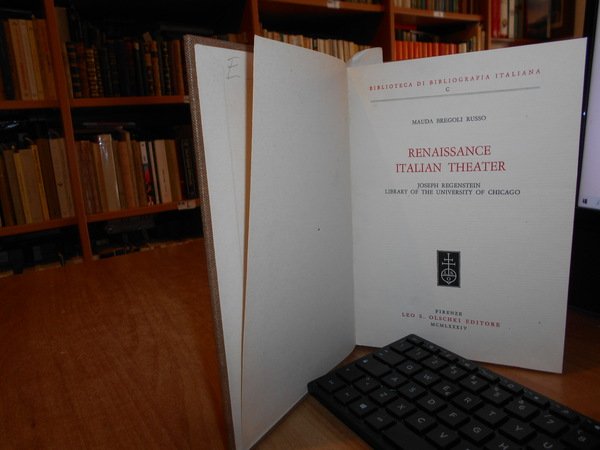 BIBLIOTECA DI BIBLIOGRAFIA ITALIANA
C
MAUDA BREGOLI RUSSO
RENAISSANCE
ITALIAN THEATER
JOSEPH REGENSTEIN
LIBRARY OF THE UNIVERSITY OF CHICAGO
FIRENZE
LEO S. OLSCHKI EDITORE
MCMLXXXIV
E